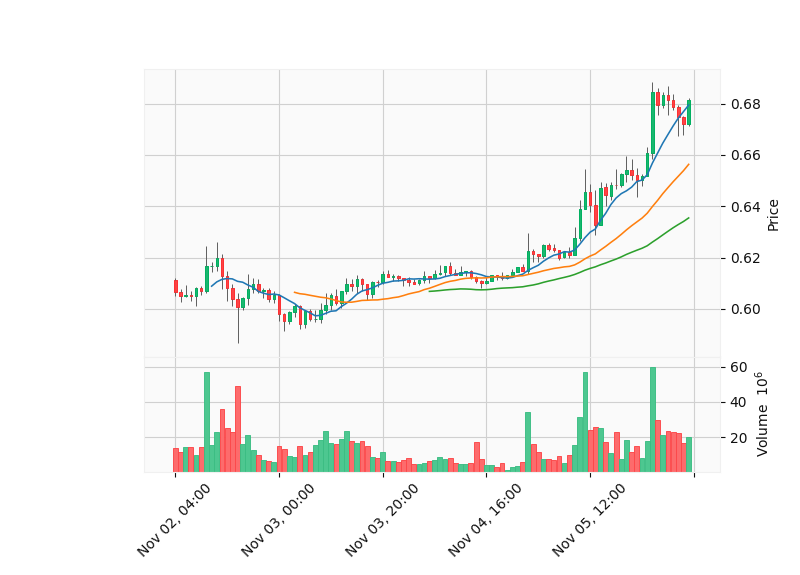 0.68
0.66
0.64
0.62
0.60
Price
60
40
20
Volume 10^6
Nov 02, 04:00
Nov 03, 00:00
Nov 03, 20:00
Nov 04, 16:00
Nov 05, 12:00